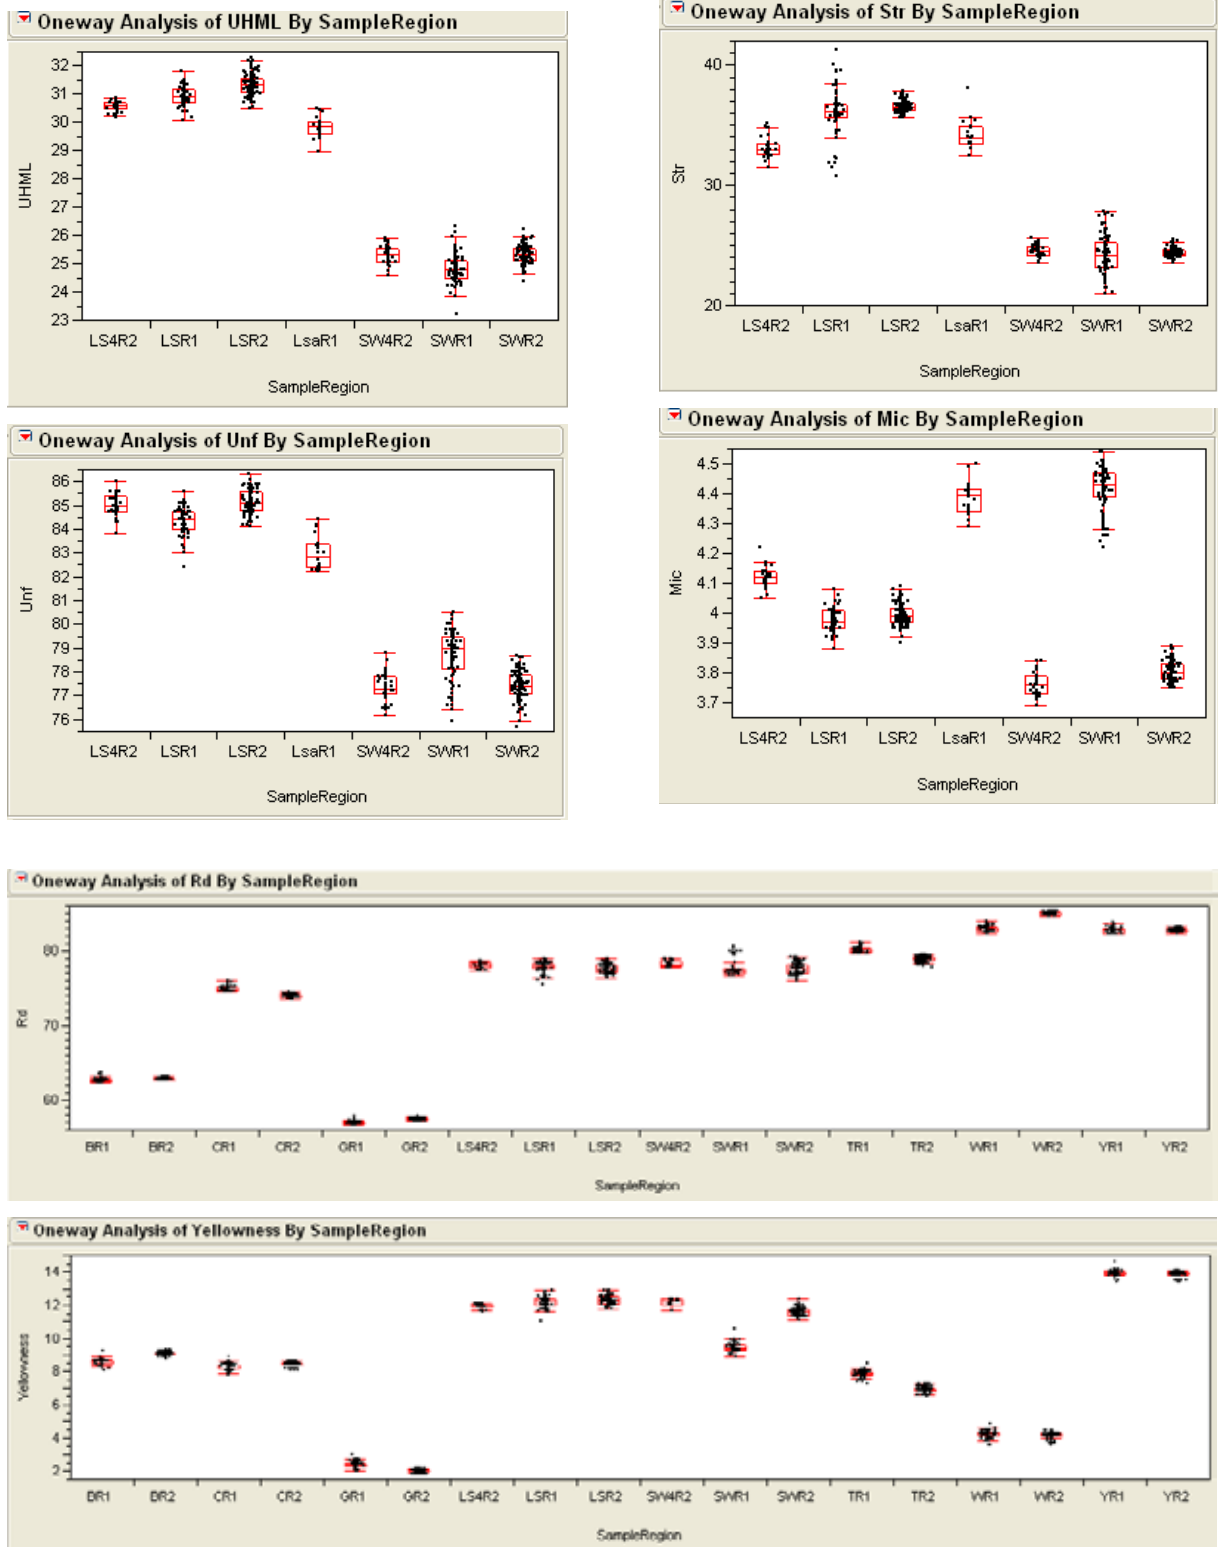 Oneway Analysis of UHML By SampleRegion
32
31
30
29
28
27
26
25
24
23
UHML
LS4R2 LSR1 LSR2 LsaR1 SW4R2 SWR1 SWR2
SampleRegion
Oneway Analysis of Str By SampleRegion
40
30
20
Str
LS4R2 LSR1 LSR2 LsaR1 SW4R2 SWR1 SWR2
SampleRegion
Oneway Analysis of Unf By SampleRegion
86
85
84
83
82
81
80
79
78
77
76
Unf
LS4R2 LSR1 LSR2 LsaR1 SW4R2 SWR1 SWR2
SampleRegion
Oneway Analysis of Mic By SampleRegion
4.5
4.4
4.3
4.2
4.1
4
3.9
3.8
3.7
Mic
LS4R2 LSR1 LSR2 LsaR1 SW4R2 SWR1 SWR2
SampleRegion
Oneway Analysis of Rd By SampleRegion
80
70
60
Rd
BR1 BR2 CR1 CR2 GR1 GR2 LS4R2 LSR1 LSR2 SW4R2 SWR1 SWR2 TR1 TR2 WR1 WR2 YR1 YR2
SampleRegion
Oneway Analysis of Yellowness By SampleRegion
14
12
10
8
6
4
2
Yellowness
BR1 BR2 CR1 CR2 GR1 GR2 LS4R2 LSR1 LSR2 SW4R2 SWR1 SWR2 TR1 TR2 WR1 WR2 YR1 YR2
SampleRegion